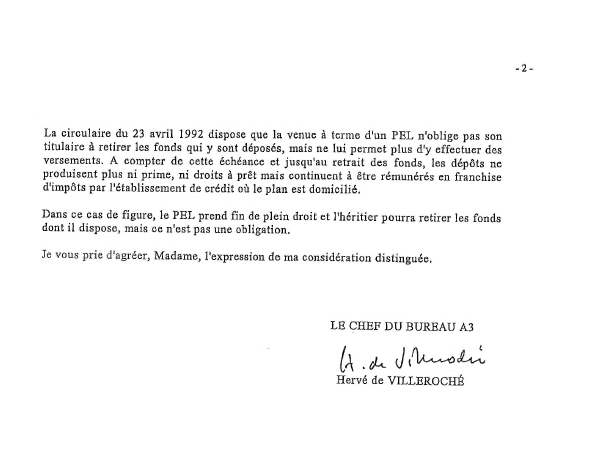 -2-
La circulaire du 23 avril 1992 dispose que la venue à terme d'un PEL n'oblige pas son
titulaire à retirer les fonds qui y sont déposés, mais ne lui permet plus d'y effectuer des
versements. A compter de cette échéance et jusqu'au retrait des fonds, les dépôts ne
produisent plus ni prime, ni droits à prêt mais continuent à être rémunérés en franchise
d'impôts par l'établissement de crédit où le plan est domicilié.
Dans ce cas de figure, le PEL prend fin de plein droit et l'héritier pourra retirer les fonds
dont il dispose, mais ce n'est pas une obligation.
Je vous prie d'agréer, Madame, l'expression de ma considération distinguée.
LE CHEF DU BUREAU A3
H. de
Hervé de VILLEROCHÉ